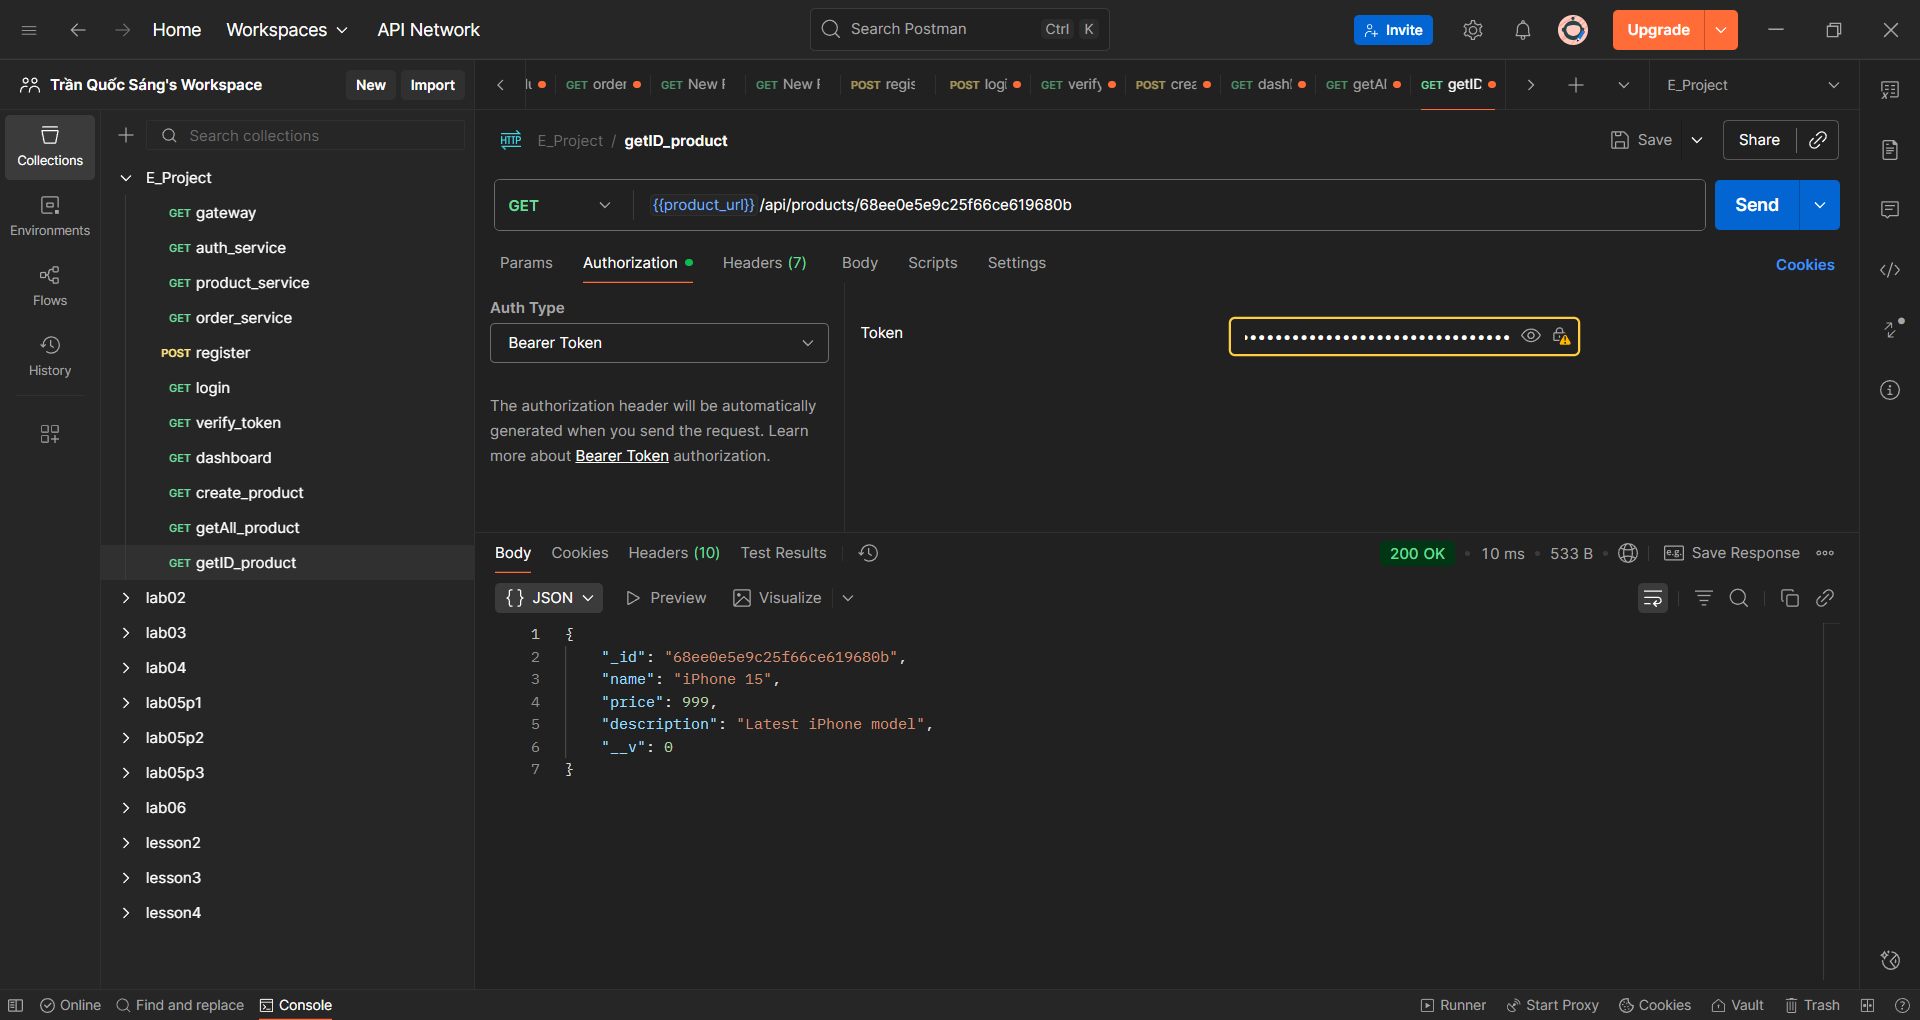 Home Workspaces API Network Search Postman Ctrl K Invite Upgrade
Trần Quốc Sáng's Workspace New Import
GET order GET New GET New POST regis POST logi GET verify POST crea GET dash GET getAl GET getID E_Project
Collections
Environments
Flows
History
Search collections
E_Project
GET gateway
GET auth_service
GET product_service
GET order_service
POST register
GET login
GET verify_token
GET dashboard
GET create_product
GET getAll_product
GET getID_product
lab02
lab03
lab04
lab05p1
lab05p2
lab05p3
lab06
lesson2
lesson3
lesson4
HTTP E_Project / getID_product Save Share
GET {{product_url}} /api/products/68ee0e5e9c25f66ce619680b Send
Params Authorization Headers (7) Body Scripts Settings Cookies
Auth Type
Bearer Token
The authorization header will be automatically
generated when you send the request. Learn
more about Bearer Token authorization.
Token
Body Cookies Headers (10) Test Results 200 OK 10 ms 533 B e.g. Save Response
{} JSON Preview Visualize
1 {
2 "_id": "68ee0e5e9c25f66ce619680b",
3 "name": "iPhone 15",
4 "price": 999,
5 "description": "Latest iPhone model",
6 "__v": 0
7 }
Online Find and replace Console Runner Start Proxy Cookies Vault Trash